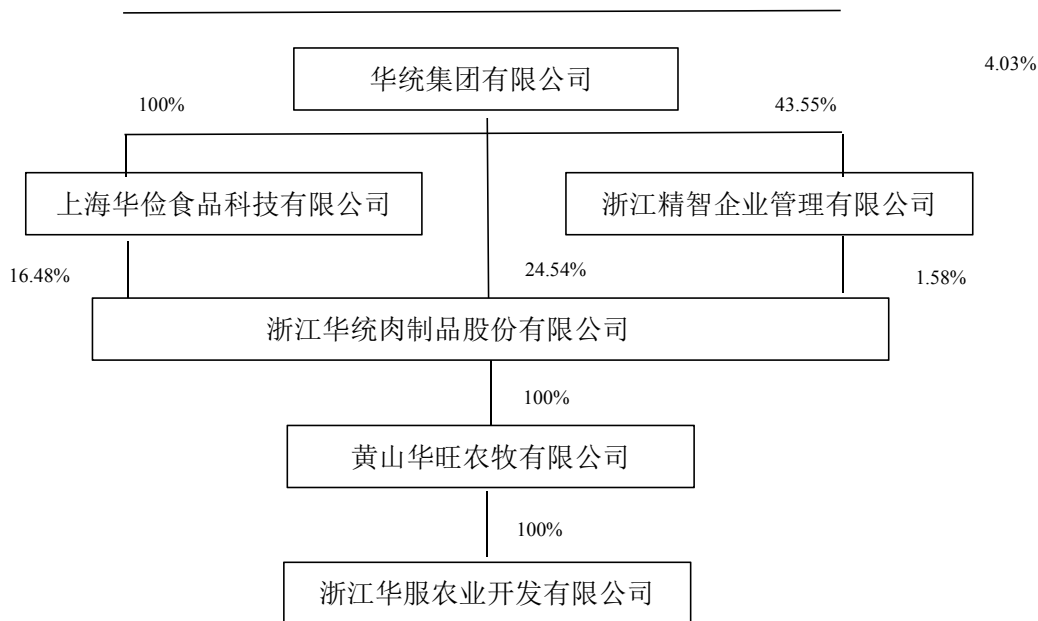 华统集团有限公司
4.03%
100%
43.55%
上海华俭食品科技有限公司
浙江精智企业管理有限公司
16.48%
24.54%
1.58%
浙江华统肉制品股份有限公司
100%
黄山华旺农牧有限公司
100%
浙江华服农业开发有限公司